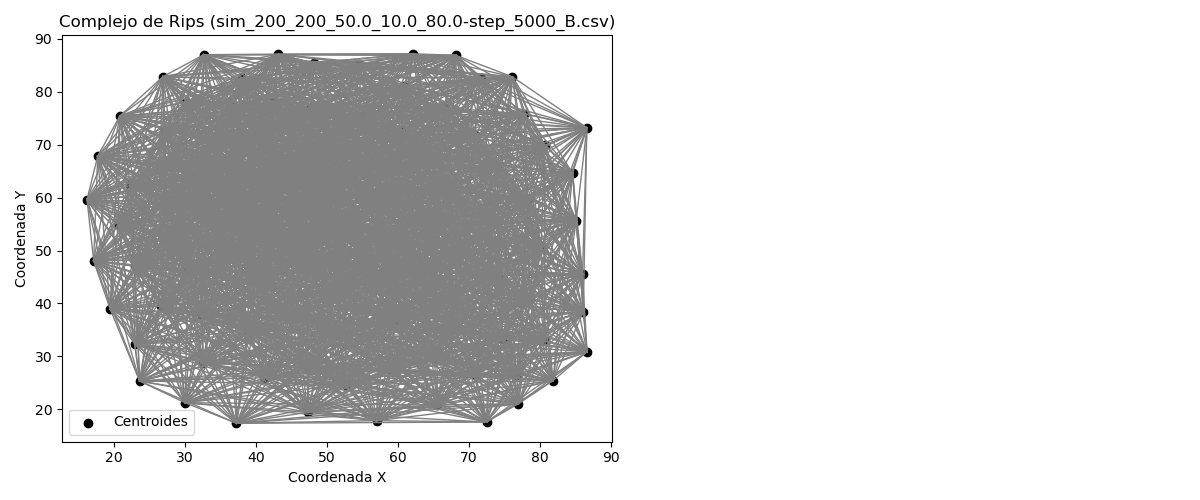 Complejo de Rips (sim_200_200_50.0_10.0_80.0-step_5000_B.csv)
90
80
70
60
50
40
30
20
Coordenada Y
Centroides
20 30 40 50 60 70 80 90
Coordenada X